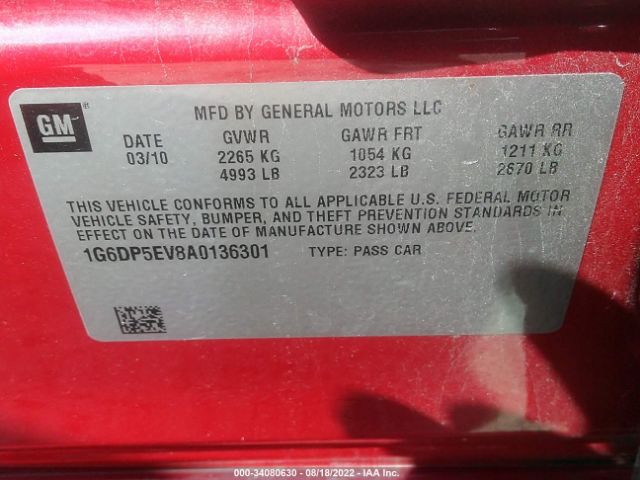 GM®
MFD BY GENERAL MOTORS LLC
DATE GVWR GAWR FRT GAWR RR
03/10 2265 KG 1054 KG 1211 KG
4993 LB 2323 LB 2670 LB
THIS VEHICLE CONFORMS TO ALL APPLICABLE U.S. FEDERAL MOTOR
VEHICLE SAFETY, BUMPER, AND THEFT PREVENTION STANDARDS IN
EFFECT ON THE DATE OF MANUFACTURE SHOWN ABOVE.
1G6DP5EV8A0136301 TYPE: PASS CAR
000-34080630 - 08/18/2022 - IAA Inc.